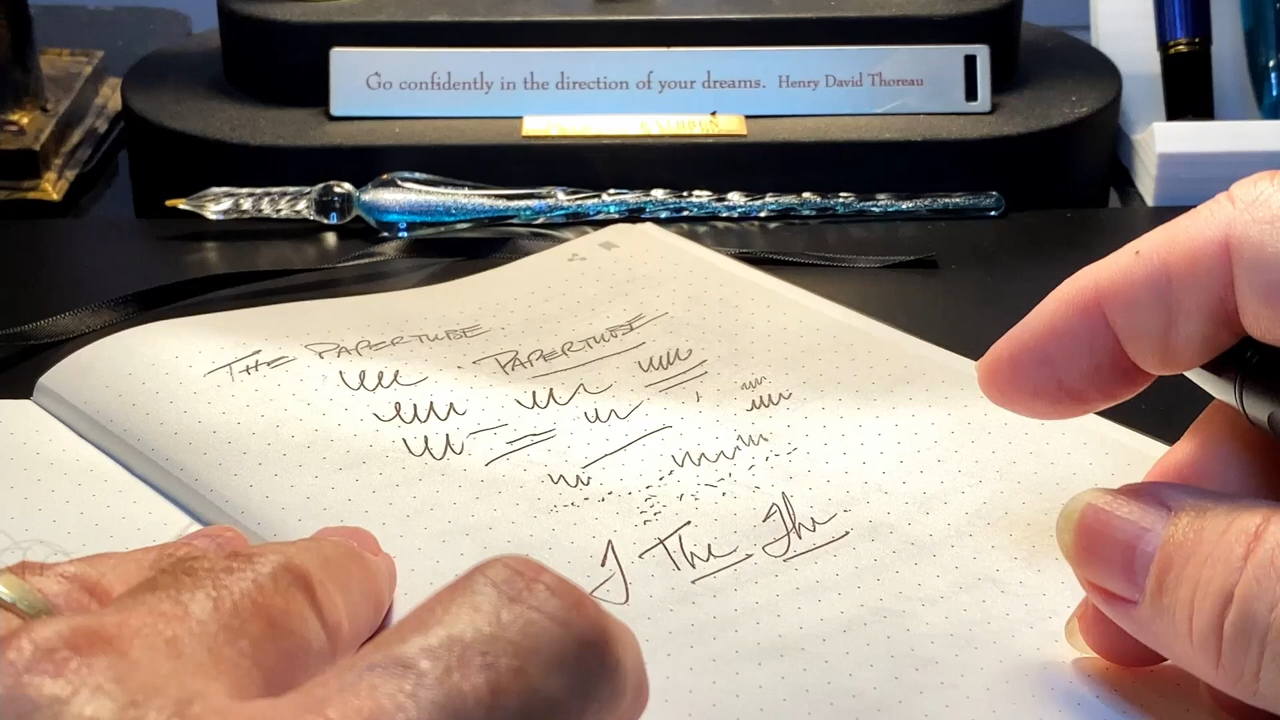 Go confidently in the direction of your dreams. Henry David Thoreau
THE PAPERTUBE
PAPERTUBE
J The The